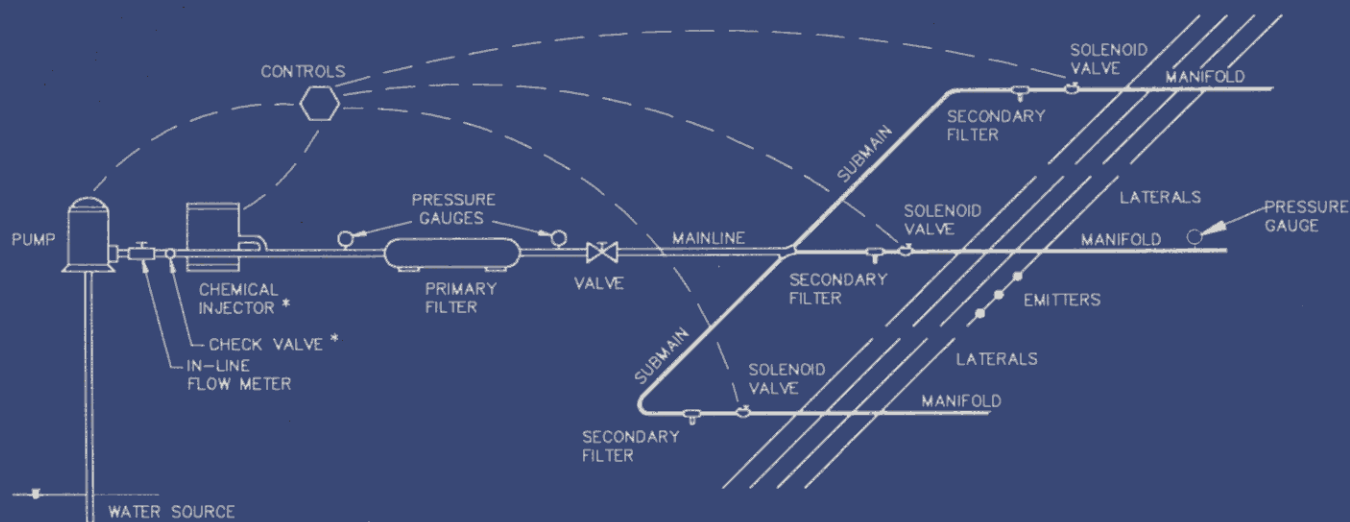 CONTROLS
SOLENOID
VALVE
MANIFOLD
SECONDARY
FILTER
SUBMAIN
PRESSURE
GAUGES
LATERALS
PRESSURE
GAUGE
SOLENOID
VALVE
PUMP
MAINLINE
MANIFOLD
SECONDARY
FILTER
VALVE
PRIMARY
FILTER
CHEMICAL
INJECTOR *
EMITTERS
CHECK VALVE *
IN-LINE
FLOW METER
SUBMAIN
LATERALS
SOLENOID
VALVE
MANIFOLD
SECONDARY
FILTER
WATER SOURCE